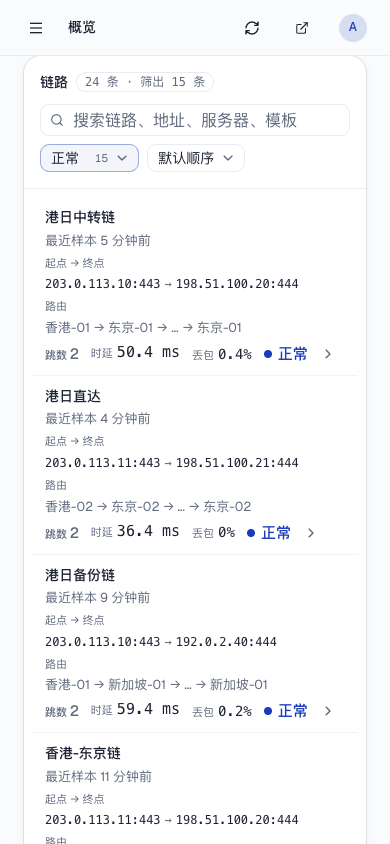 概览
A
链路 24 条 · 筛出 15 条
搜索链路、地址、服务器、模板
正常 15 默认顺序
港日中转链
最近样本 5 分钟前
起点 → 终点
203.0.113.10:443 → 198.51.100.20:444
路由
香港-01 → 东京-01 → … → 东京-01
跳数 2 时延 50.4 ms 丢包 0.4% 正常
港日直达
最近样本 4 分钟前
起点 → 终点
203.0.113.11:443 → 198.51.100.21:444
路由
香港-02 → 东京-02 → … → 东京-02
跳数 2 时延 36.4 ms 丢包 0% 正常
港日备份链
最近样本 9 分钟前
起点 → 终点
203.0.113.10:443 → 192.0.2.40:444
路由
香港-01 → 新加坡-01 → … → 新加坡-01
跳数 2 时延 59.4 ms 丢包 0.2% 正常
香港-东京链
最近样本 11 分钟前
起点 → 终点
203.0.113.11:443 → 198.51.100.20:444
路由